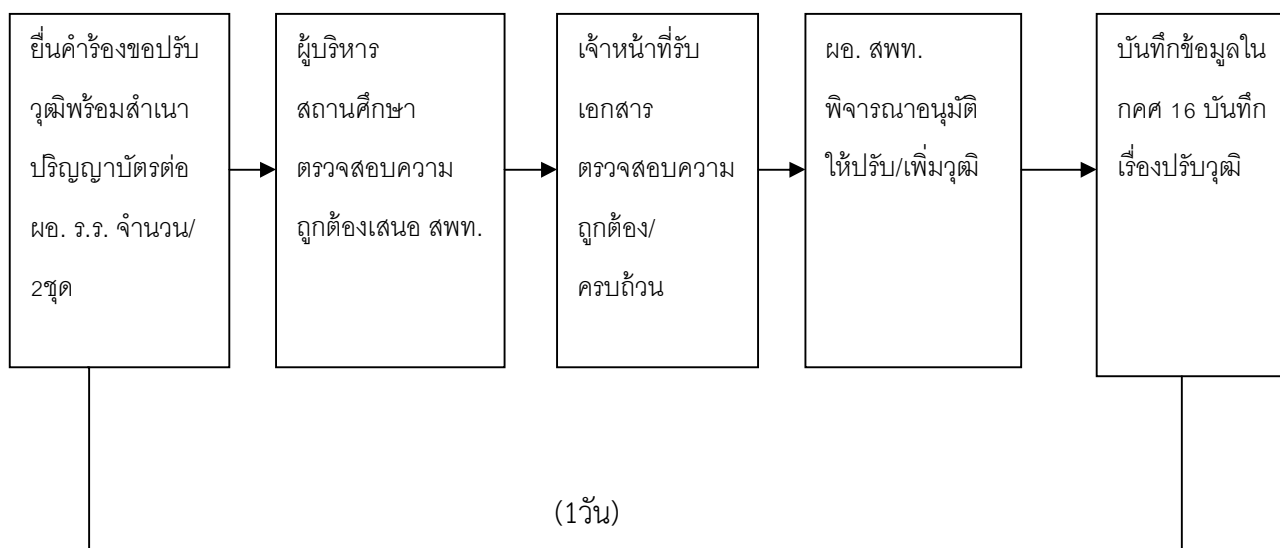 ยื่นคำร้องขอปรับ
วุฒิพร้อมสำเนา
ปริญญาบัตรต่อ
ผอ. ร.ร. จำนวน/
2ชุด
ผู้บริหาร
สถานศึกษา
ตรวจสอบความ
ถูกต้องเสนอ สพท.
เจ้าหน้าที่รับ
เอกสาร
ตรวจสอบความ
ถูกต้อง/
ครบถ้วน
ผอ. สพท.
พิจารณาอนุมัติ
ให้ปรับ/เพิ่มวุฒิ
บันทึกข้อมูลใน
กคศ 16 บันทึก
เรื่องปรับวุฒิ
(1วัน)